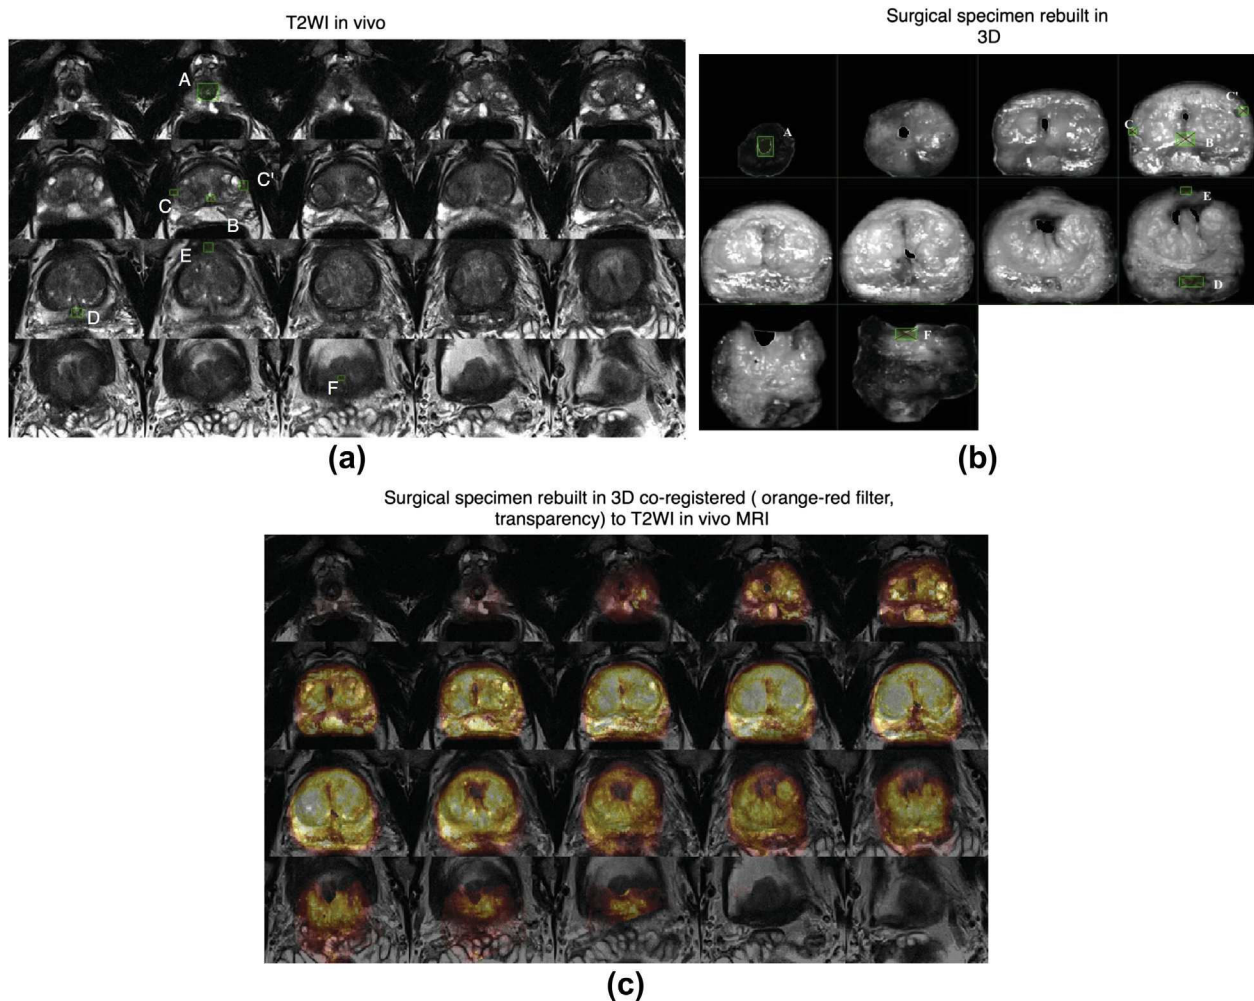 T2WI in vivo
A
C
C'
B
E
D
F
(a)
Surgical specimen rebuilt in
3D
A
C
C'
B
E
D
F
(b)
Surgical specimen rebuilt in 3D co-registered ( orange-red filter,
transparency) to T2WI in vivo MRI
(c)